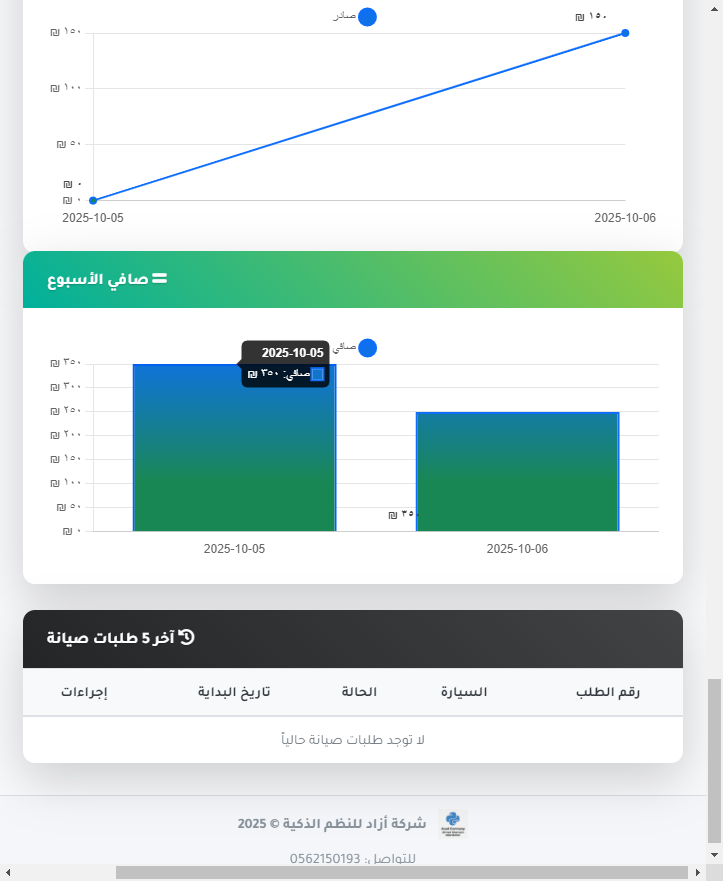 صادر
١٥٠ ₪
١٥٠ ₪
١٠٠ ₪
٥٠ ₪
٠ ₪
٠ ₪
2025-10-05
2025-10-06
صافي الأسبوع
صافي
2025-10-05
صافي: ٣٥٠ ₪
٣٥٠ ₪
٣٠٠ ₪
٢٥٠ ₪
٢٠٠ ₪
١٥٠ ₪
١٠٠ ₪
٥٠ ₪
٠ ₪
2025-10-05
2025-10-06
آخر 5 طلبات صيانة
رقم الطلب السيارة الحالة تاريخ البداية إجراءات
لا توجد طلبات صيانة حالياً
شركة أزاد للنظم الذكية © 2025
للتواصل: 0562150193